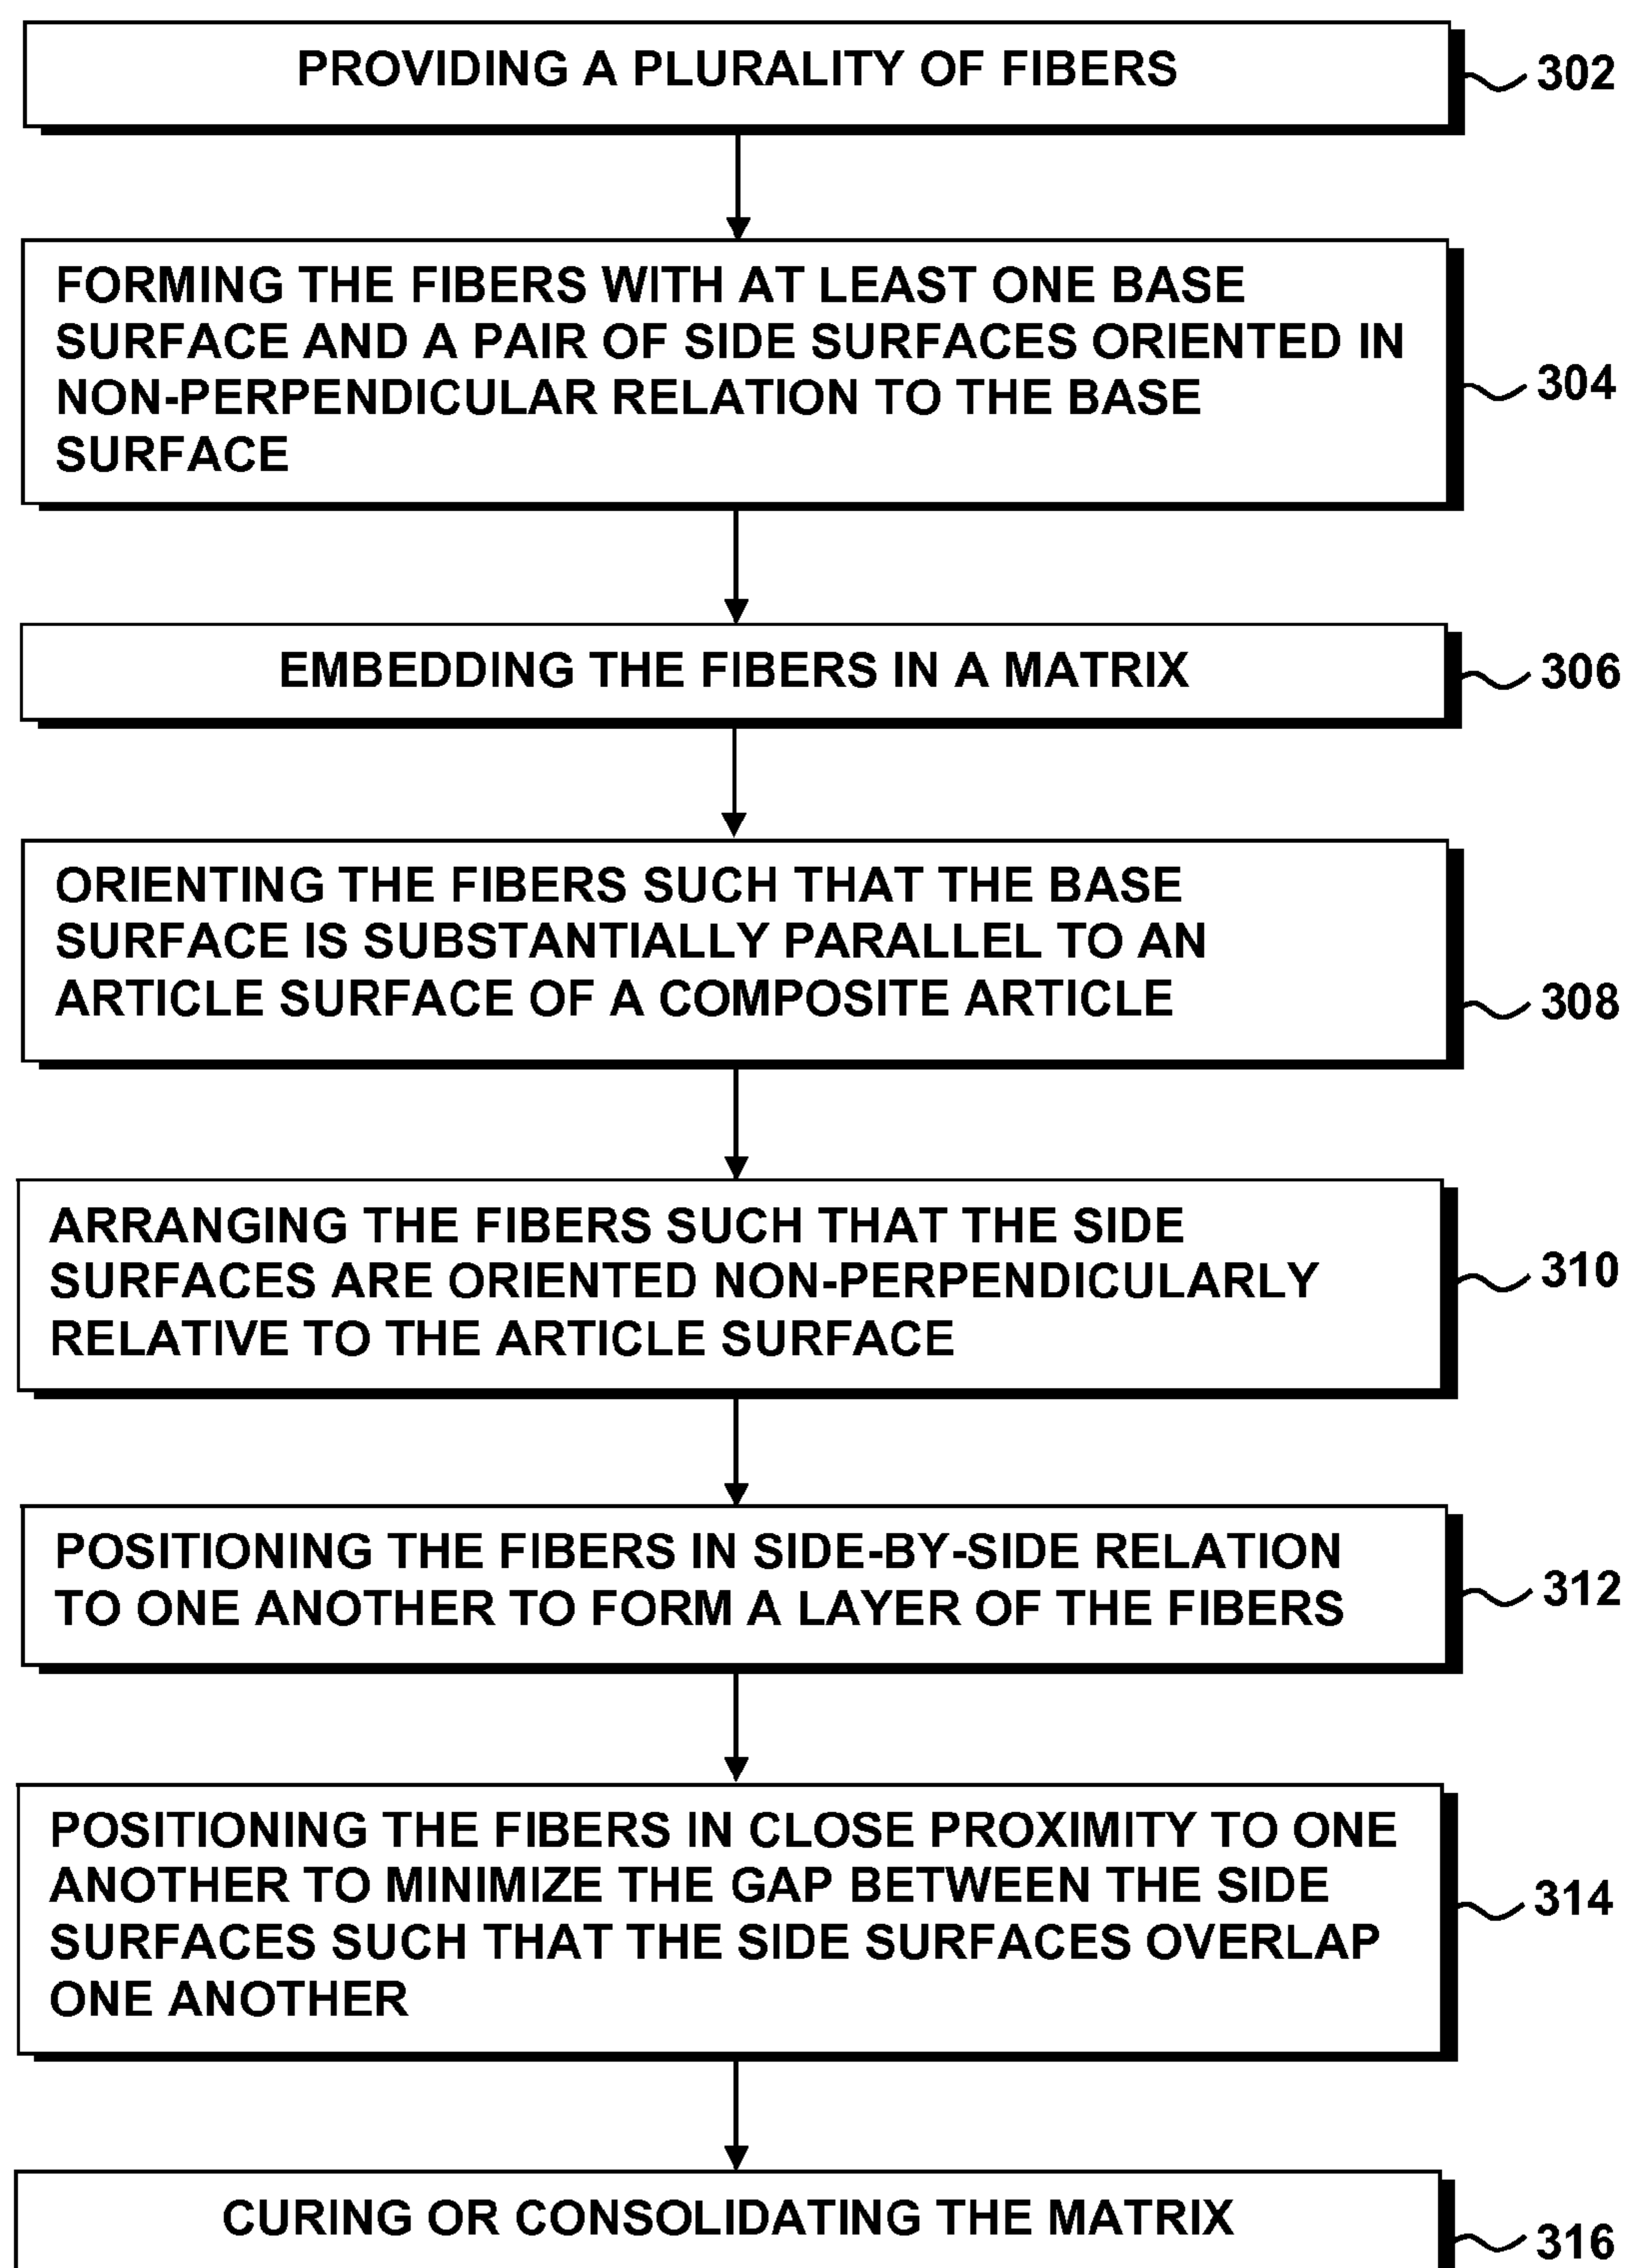 PROVIDING A PLURALITY OF FIBERS
302
FORMING THE FIBERS WITH AT LEAST ONE BASE
SURFACE AND A PAIR OF SIDE SURFACES ORIENTED IN
NON-PERPENDICULAR RELATION TO THE BASE
SURFACE
304
EMBEDDING THE FIBERS IN A MATRIX
306
ORIENTING THE FIBERS SUCH THAT THE BASE
SURFACE IS SUBSTANTIALLY PARALLEL TO AN
ARTICLE SURFACE OF A COMPOSITE ARTICLE
308
ARRANGING THE FIBERS SUCH THAT THE SIDE
SURFACES ARE ORIENTED NON-PERPENDICULARLY
RELATIVE TO THE ARTICLE SURFACE
310
POSITIONING THE FIBERS IN SIDE-BY-SIDE RELATION
TO ONE ANOTHER TO FORM A LAYER OF THE FIBERS
312
POSITIONING THE FIBERS IN CLOSE PROXIMITY TO ONE
ANOTHER TO MINIMIZE THE GAP BETWEEN THE SIDE
SURFACES SUCH THAT THE SIDE SURFACES OVERLAP
ONE ANOTHER
314
CURING OR CONSOLIDATING THE MATRIX
316